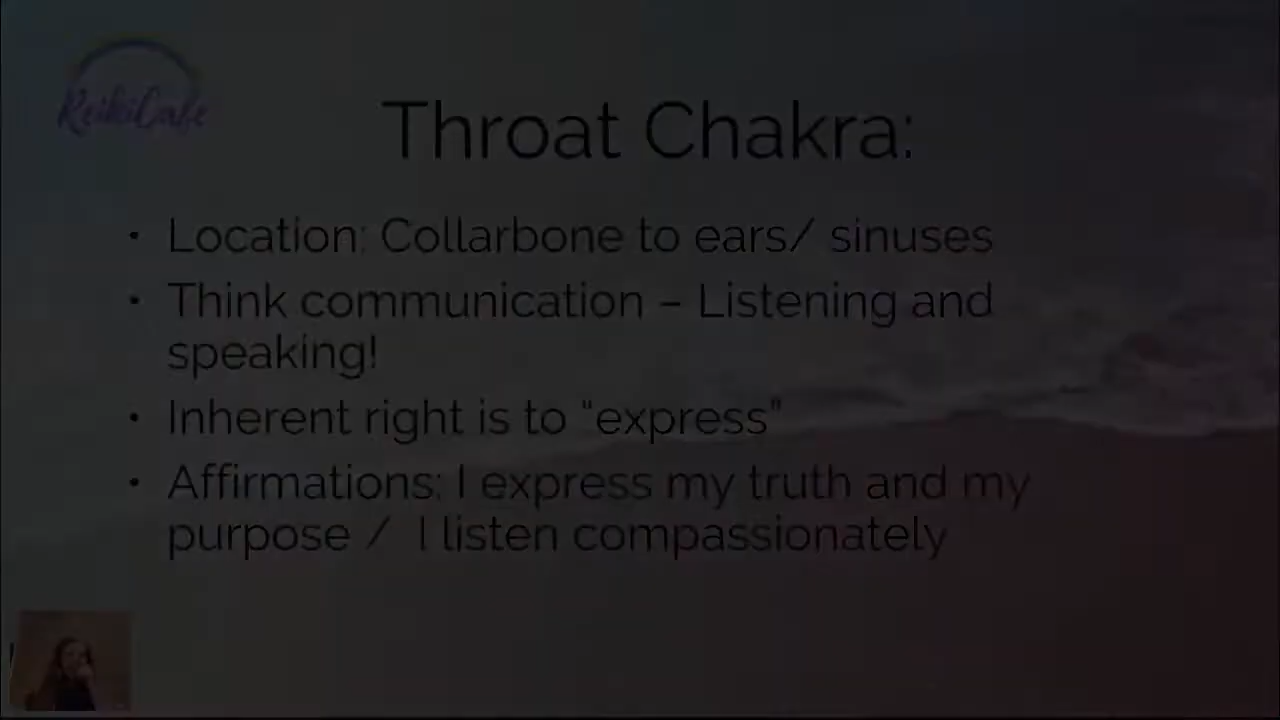 ReikiCafe
Throat Chakra:
• Location: Collarbone to ears/ sinuses
• Think communication – Listening and
speaking!
• Inherent right is to “express”
• Affirmations: I express my truth and my
purpose / I listen compassionately